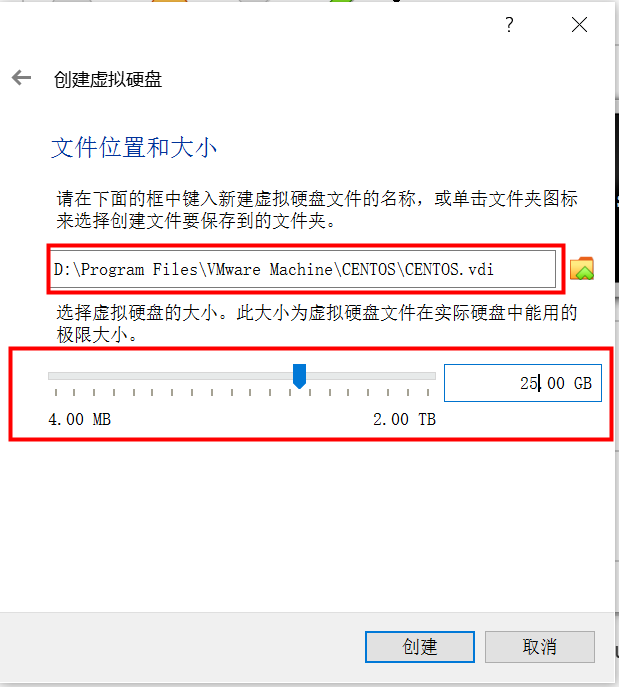 ?
创建虚拟硬盘
文件位置和大小
请在下面的框中键入新建虚拟硬盘文件的名称，或单击文件夹图标
来选择创建文件要保存到的文件夹。
D:\Program Files\VMware Machine\CENTOS\CENTOS.vdi
选择虚拟硬盘的大小。此大小为虚拟硬盘文件在实际硬盘中能用的
极限大小。
25.00 GB
4.00 MB 2.00 TB
创建 取消